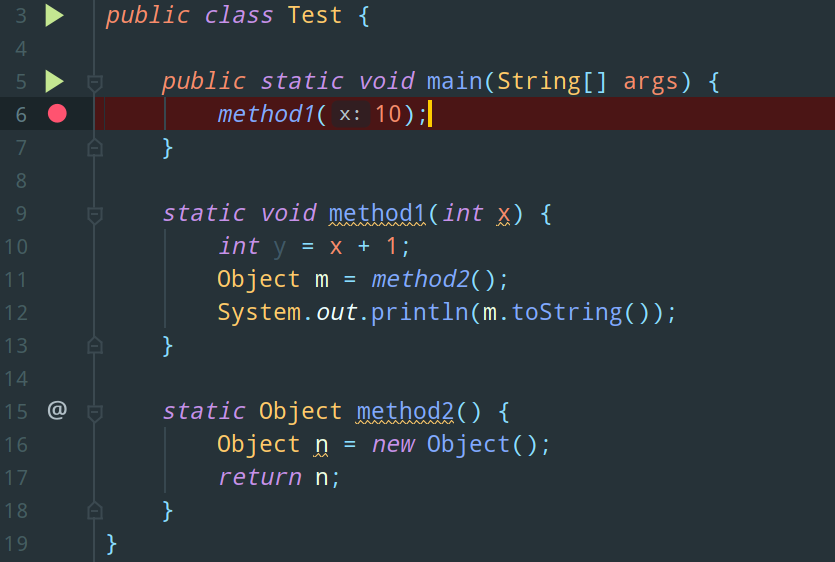 3 public class Test {
4
5 public static void main(String[] args) {
6 method1( x: 10);
7 }
8
9 static void method1(int x) {
10 int y = x + 1;
11 Object m = method2();
12 System.out.println(m.toString());
13 }
14
15 @ static Object method2() {
16 Object n = new Object();
17 return n;
18 }
19 }